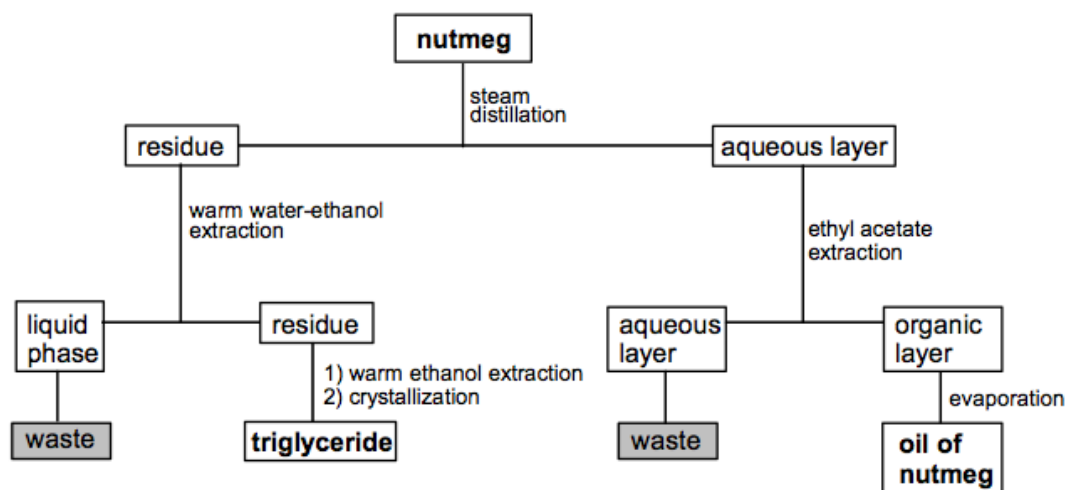 nutmeg
steam
distillation
residue
aqueous layer
warm water-ethanol
extraction
ethyl acetate
extraction
liquid
phase
residue
aqueous
layer
organic
layer
1) warm ethanol extraction
2) crystallization
evaporation
waste
triglyceride
waste
oil of
nutmeg